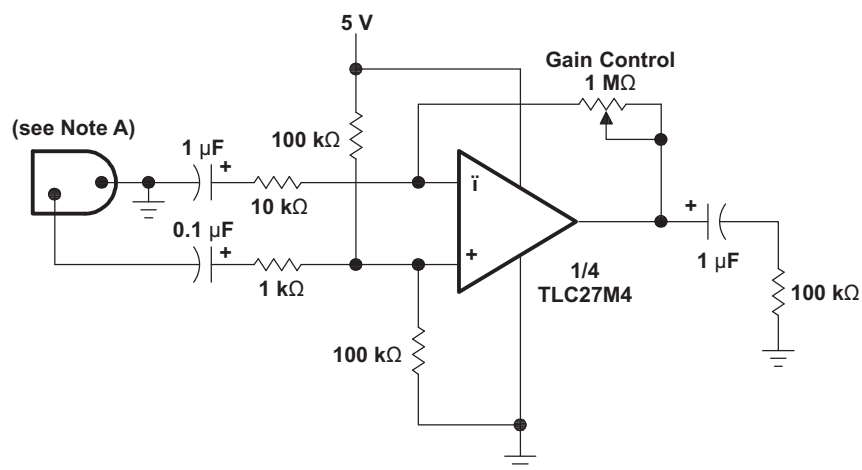 5 V
Gain Control
1 MΩ
(see Note A)
100 kΩ
1 μF
+
ï
10 kΩ
0.1 μF
+
+
+
1 kΩ
1/4
TLC27M4
1 μF
100 kΩ
100 kΩ